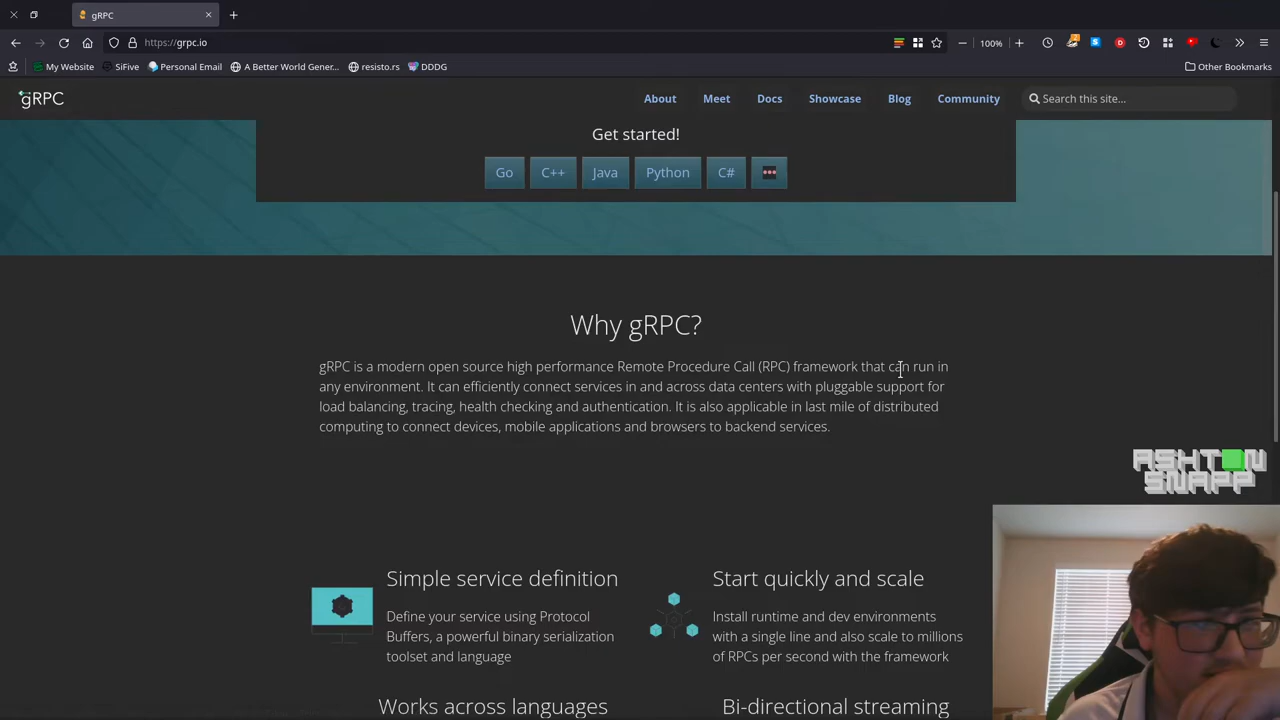 gRPC
https://grpc.io
100%
My Website
SiFive
Personal Email
A Better World Gener...
resisto.rs
DDDG
Other Bookmarks
gRPC
About
Meet
Docs
Showcase
Blog
Community
Search this site...
Get started!
Go
C++
Java
Python
C#
Why gRPC?
gRPC is a modern open source high performance Remote Procedure Call (RPC) framework that can run in
any environment. It can efficiently connect services in and across data centers with pluggable support for
load balancing, tracing, health checking and authentication. It is also applicable in last mile of distributed
computing to connect devices, mobile applications and browsers to backend services.
ASHTON
SNAPP
Simple service definition
Define your service using Protocol
Buffers, a powerful binary serialization
toolset and language
Start quickly and scale
Install runtime and dev environments
with a single line and also scale to millions
of RPCs per second with the framework
Works across languages
Bi-directional streaming